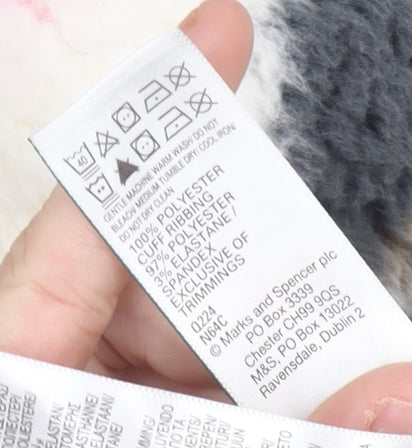 40
GENTLE MACHINE WARM WASH/ DO NOT
BLEACH/ MEDIUM TUMBLE DRY/ COOL IRON/
DO NOT DRY CLEAN
100% POLYESTER
CUFF RIBBING
97% POLYESTER
3% ELASTANE /
SPANDEX
EXCLUSIVE OF
TRIMMINGS
0224
N64C
© Marks and Spencer plc
PO Box 3339
Chester CH99 9QS
M&S, PO Box 13022
Ravensdale, Dublin 2